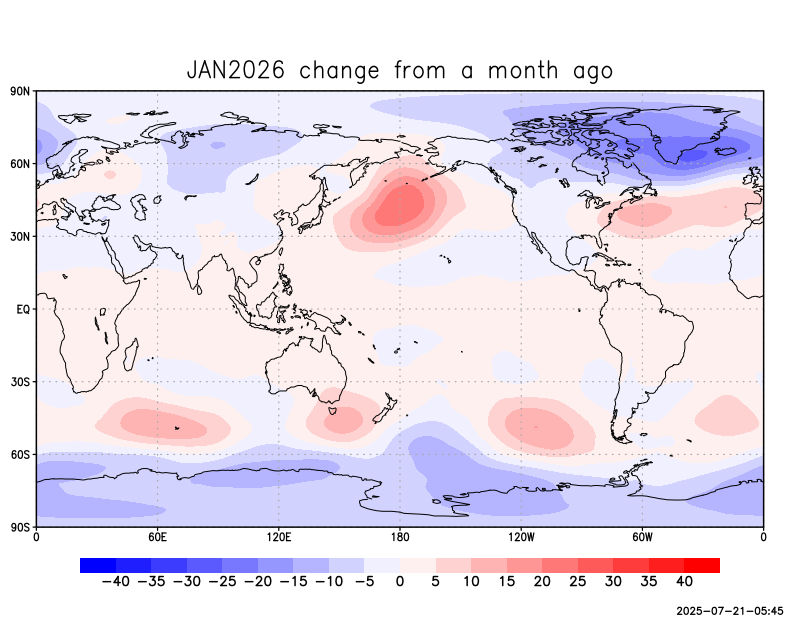 JAN2026 change from a month ago
90N
60N
30N
EQ
30S
60S
90S
0 60E 120E 180 120W 60W 0
−40 −35 −30 −25 −20 −15 −10 −5 0 5 10 15 20 25 30 35 40
2025-07-21-05:45